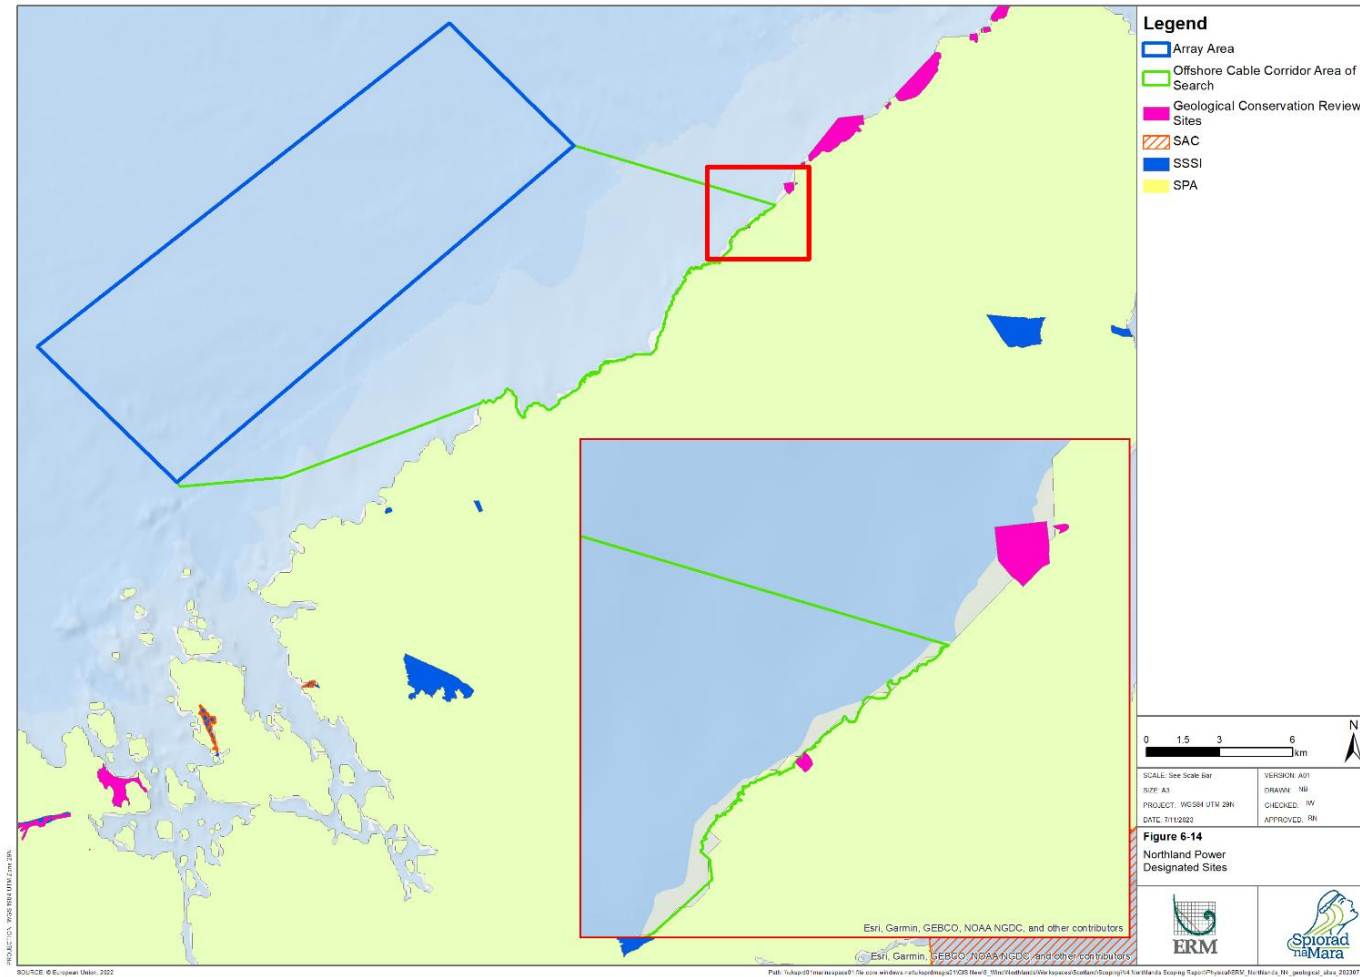 Legend
Array Area
Offshore Cable Corridor Area of
Search
Geological Conservation Review
Sites
SAC
SSSI
SPA
N
0 1.5 3 6
km
SCALE: See Scale Bar
VERSION: A01
SIZE: A3
DRAWN: NB
PROJECT: WGS84 UTM 29N
CHECKED: IW
DATE: 7/11/2023
APPROVED: RN
Figure 6-14
Northland Power
Designated Sites
ERM
Spiorad
na Mara
Esri, Garmin, GEBCO, NOAA NGDC, and other contributors
Esri, Garmin, GEBCO, NOAA NGDC, and other contributors
SOURCE: © European Union, 2022